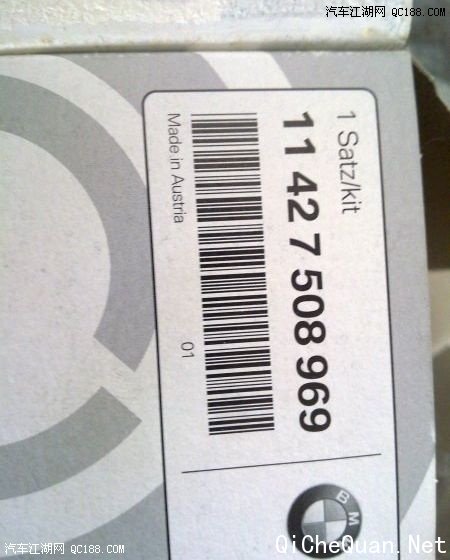 汽车江湖网 QC188.com
1 Satz/kit
11 42 7 508 969
Made in Austria
01
BM
汽车江湖网 QC188.com
QiCheQuan.Net